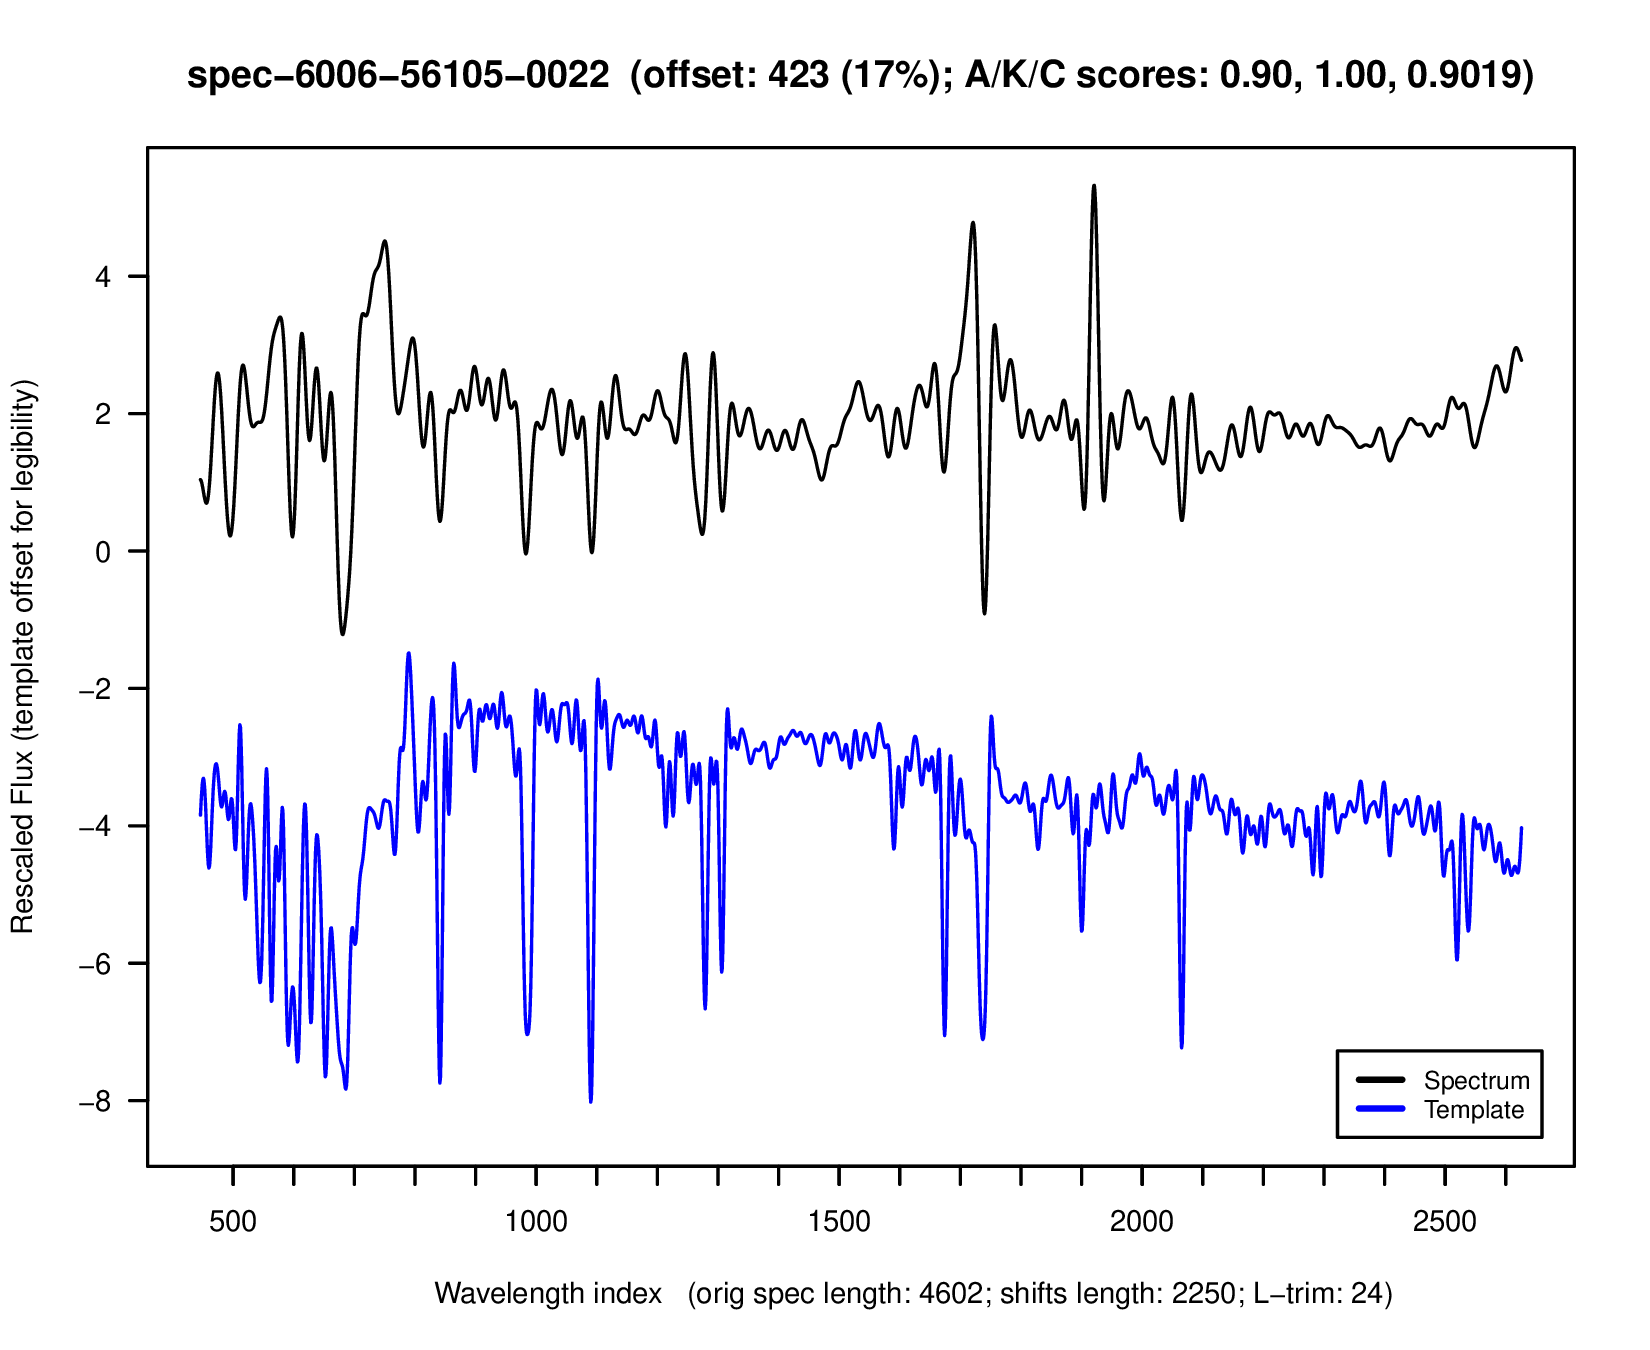 spec−6006−56105−0022 (offset: 423 (17%); A/K/C scores: 0.90, 1.00, 0.9019)
Rescaled Flux (template offset for legibility)
4
2
0
−2
−4
−6
−8
Spectrum
Template
500 1000 1500 2000 2500
Wavelength index (orig spec length: 4602; shifts length: 2250; L−trim: 24)